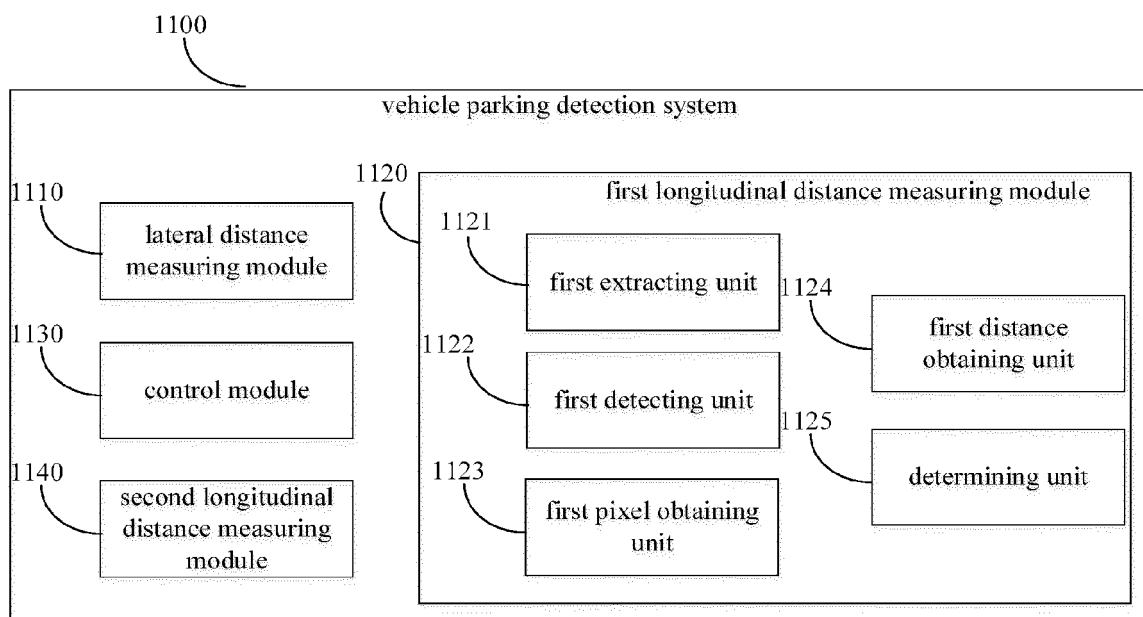 1100
vehicle parking detection system
1110
lateral distance
measuring module
1130
control module
1140
second longitudinal
distance measuring
module
1120
first longitudinal distance measuring module
1121
first extracting unit
1122
first detecting unit
1123
first pixel obtaining
unit
1124
first distance
obtaining unit
1125
determining unit